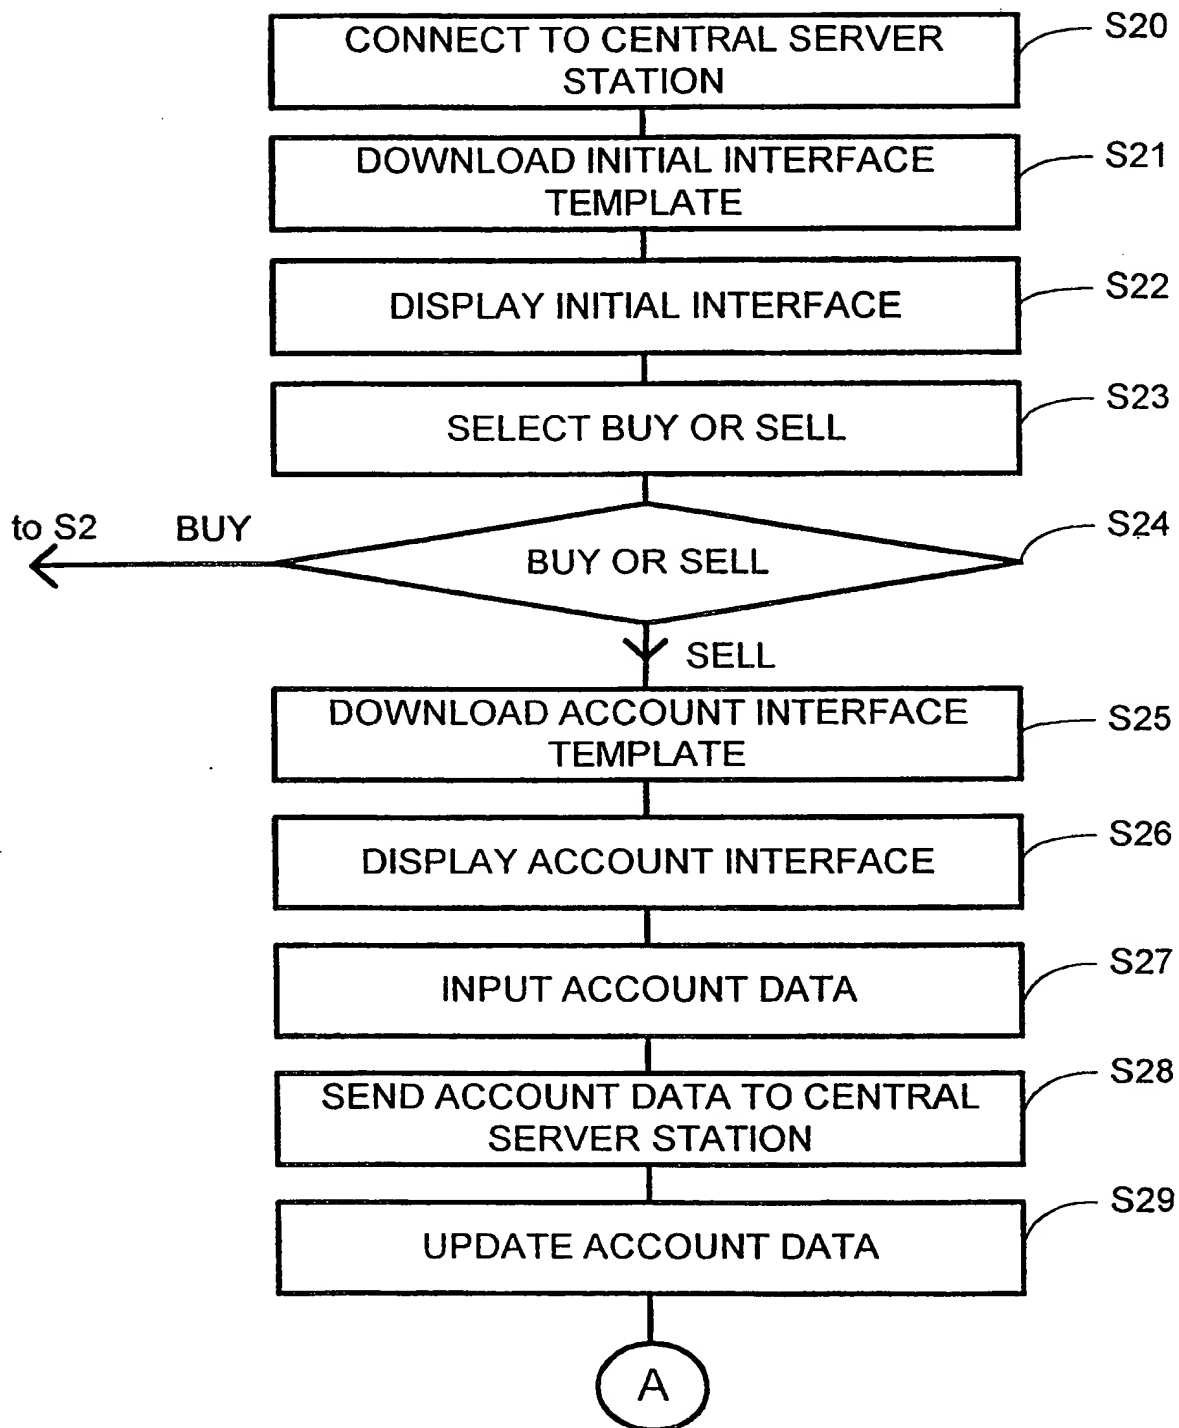 CONNECT TO CENTRAL SERVER
STATION
S20
DOWNLOAD INITIAL INTERFACE
TEMPLATE
S21
DISPLAY INITIAL INTERFACE
S22
SELECT BUY OR SELL
S23
to S2
BUY
BUY OR SELL
S24
SELL
DOWNLOAD ACCOUNT INTERFACE
TEMPLATE
S25
DISPLAY ACCOUNT INTERFACE
S26
INPUT ACCOUNT DATA
S27
SEND ACCOUNT DATA TO CENTRAL
SERVER STATION
S28
UPDATE ACCOUNT DATA
S29
A